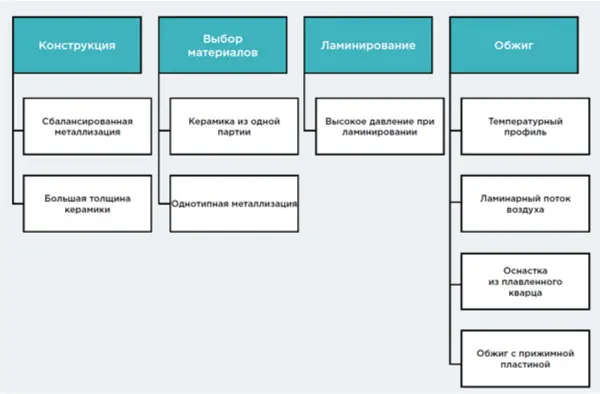 Конструкция
Сбалансированная
металлизация
Большая толщина
керамики
Выбор
материалов
Керамика из одной
партии
Однотипная металлизация
Ламинирование
Высокое давление при
ламинировании
Обжиг
Температурный
профиль
Ламинарный поток
воздуха
Оснастка
из плавленного
кварца
Обжиг с прижимной
пластиной